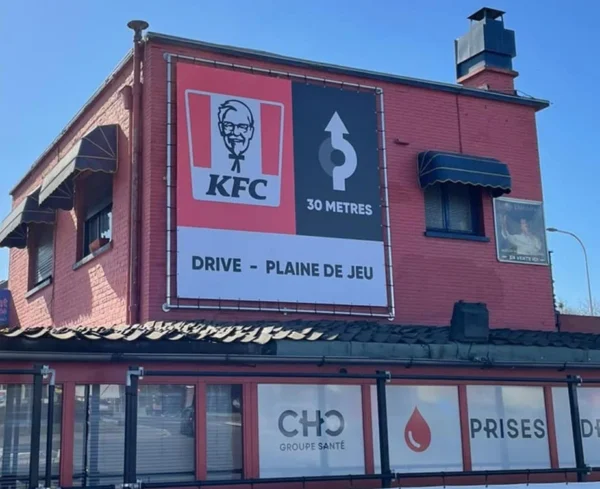 KFC
30 METRES
DRIVE - PLAINE DE JEU
CHC
GROUPE SANTÉ
PRISES